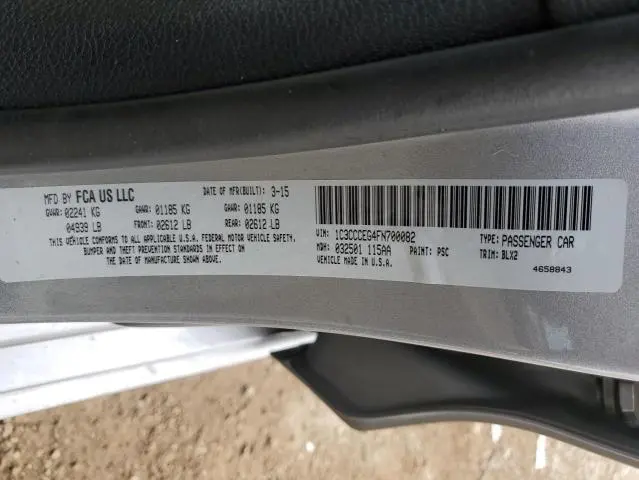 MFD BY FCA US LLC DATE OF MFR(BUILT): 3-15
GVWR: 02241 KG GAWR: 01185 KG GAWR: 01185 KG
04939 LB FRONT: 02612 LB REAR: 02612 LB
THIS VEHICLE CONFORMS TO ALL APPLICABLE U.S.A. FEDERAL MOTOR VEHICLE SAFETY,
BUMPER AND THEFT PREVENTION STANDARDS IN EFFECT ON
THE DATE OF MANUFACTURE SHOWN ABOVE.
VIN: 1C3CCCEG4FN700082 TYPE: PASSENGER CAR
MDH: 032501 115AA PAINT: PSC TRIM: BLX2
VEHICLE MADE IN U.S.A. 4658843